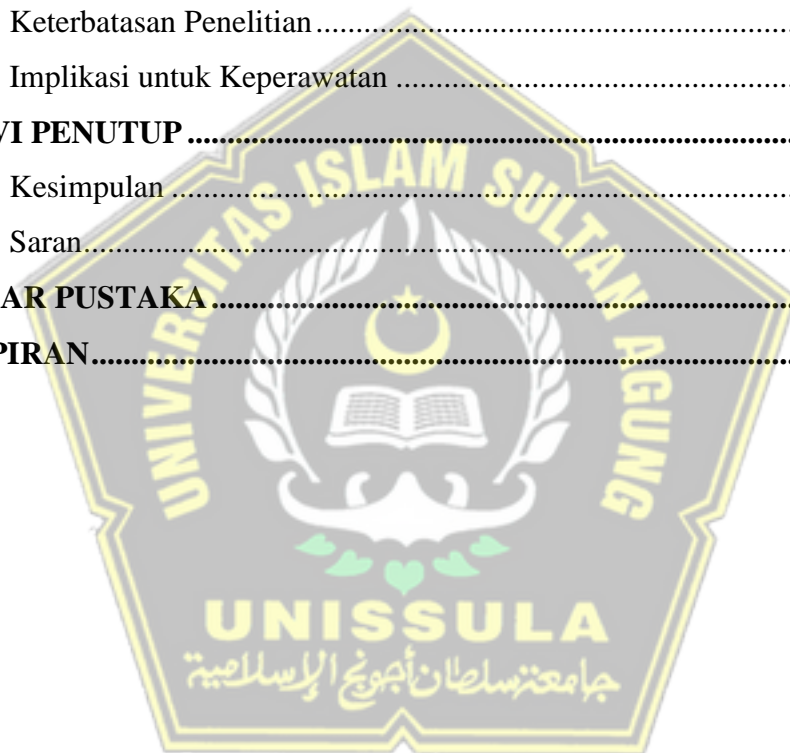 Keterbatasan Penelitian
Implikasi untuk Keperawatan
VI PENUTUP
Kesimpulan
Saran
AR PUSTAKA
PIRAN
UNIVERSITAS ISLAM SULTAN AGUNG
UNISSULA
جامعة سلطان أجونج الإسلامية